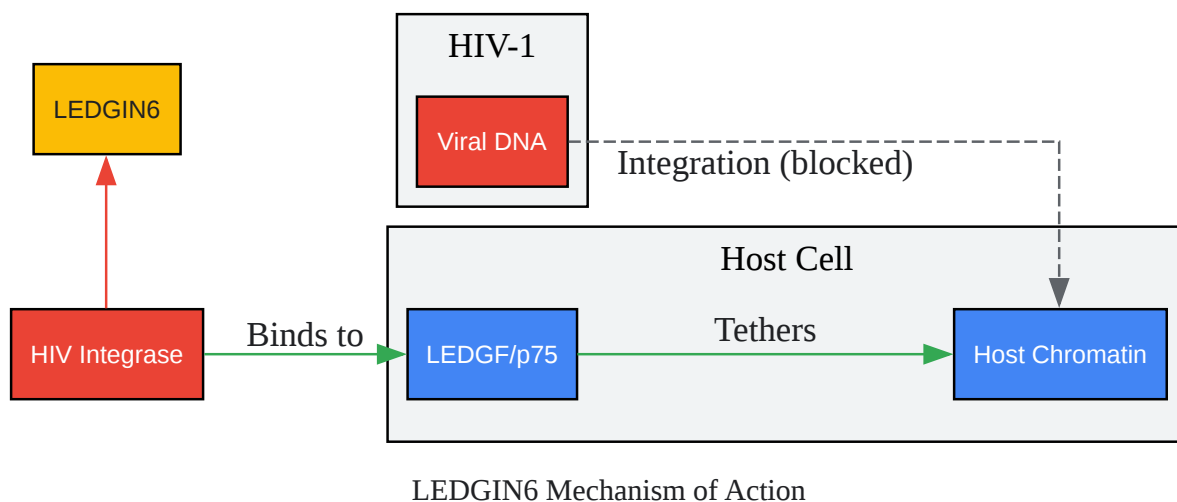 HIV-1
LEDGIN6
Viral DNA
Integration (blocked)
Host Cell
HIV Integrase
Binds to
LEDGF/p75
Tethers
Host Chromatin
LEDGIN6 Mechanism of Action